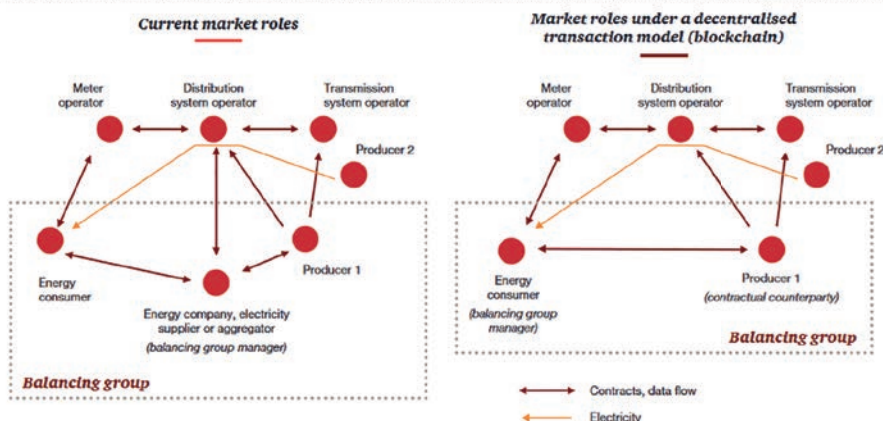 Current market roles
Meter
operator
Distribution
system operator
Transmission
system operator
Producer 2
Energy
consumer
Producer 1
Energy company, electricity
supplier or aggregator
(balancing group manager)
Balancing group
Market roles under a decentralised
transaction model (blockchain)
Meter
operator
Distribution
system operator
Transmission
system operator
Producer 2
Energy
consumer
(balancing group
manager)
Producer 1
(contractual counterparty)
Balancing group
Contracts, data flow
Electricity